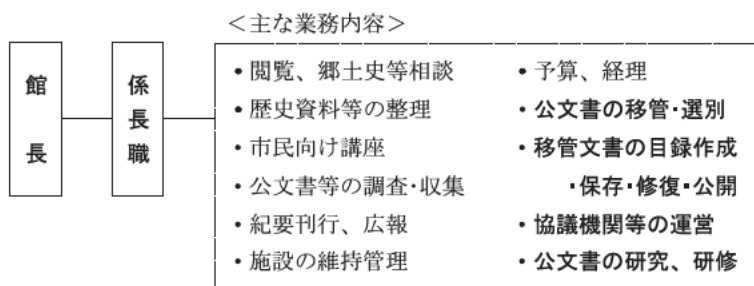 ＜主な業務内容＞
館長
係長職
• 閲覧、郷土史等相談
• 歴史資料等の整理
• 市民向け講座
• 公文書等の調査･収集
• 紀要刊行、広報
• 施設の維持管理
• 予算、経理
• 公文書の移管･選別
• 移管文書の目録作成
･保存･修復･公開
• 協議機関等の運営
• 公文書の研究、研修